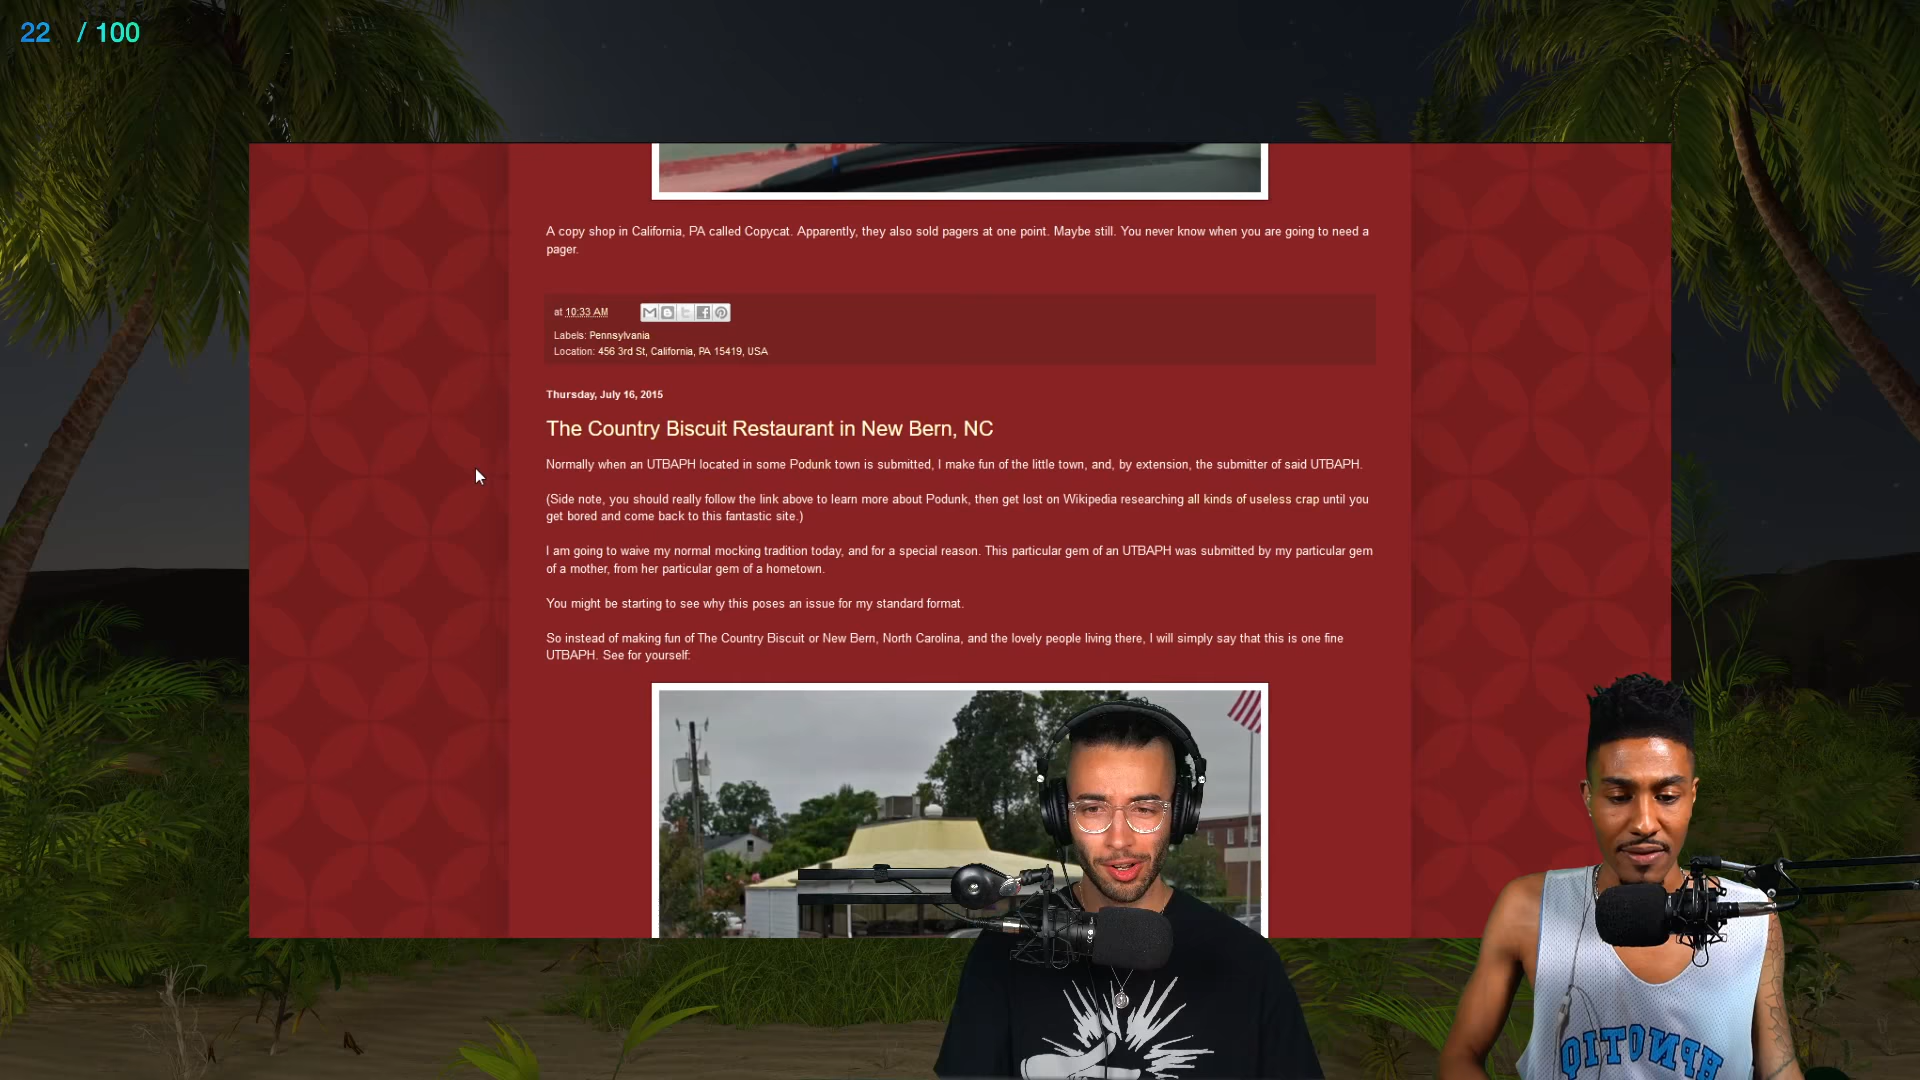 22 / 100
A copy shop in California, PA called Copycat. Apparently, they also sold pagers at one point. Maybe still. You never know when you are going to need a
pager.
at 10:33 AM
Labels: Pennsylvania
Location: 456 3rd St, California, PA 15419, USA
Thursday, July 16, 2015
The Country Biscuit Restaurant in New Bern, NC
Normally when an UTBAPH located in some Podunk town is submitted, I make fun of the little town, and, by extension, the submitter of said UTBAPH.
(Side note, you should really follow the link above to learn more about Podunk, then get lost on Wikipedia researching all kinds of useless crap until you
get bored and come back to this fantastic site.)
I am going to waive my normal mocking tradition today, and for a special reason. This particular gem of an UTBAPH was submitted by my particular gem
of a mother, from her particular gem of a hometown.
You might be starting to see why this poses an issue for my standard format.
So instead of making fun of The Country Biscuit or New Bern, North Carolina, and the lovely people living there, I will simply say that this is one fine
UTBAPH. See for yourself:
HPNOTIQ